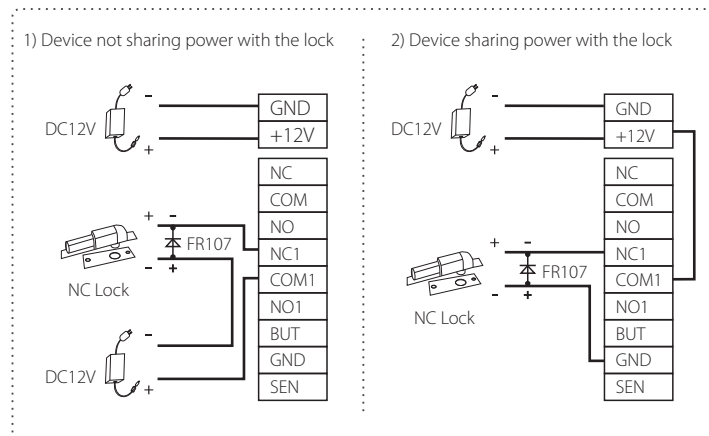 1) Device not sharing power with the lock
-
DC12V
+
GND
+12V
NC
COM
NO
NC1
COM1
NO1
BUT
GND
SEN
+ -
FR107
- +
NC Lock
-
DC12V
+
2) Device sharing power with the lock
-
DC12V
+
GND
+12V
NC
COM
NO
NC1
COM1
NO1
BUT
GND
SEN
+ -
FR107
- +
NC Lock